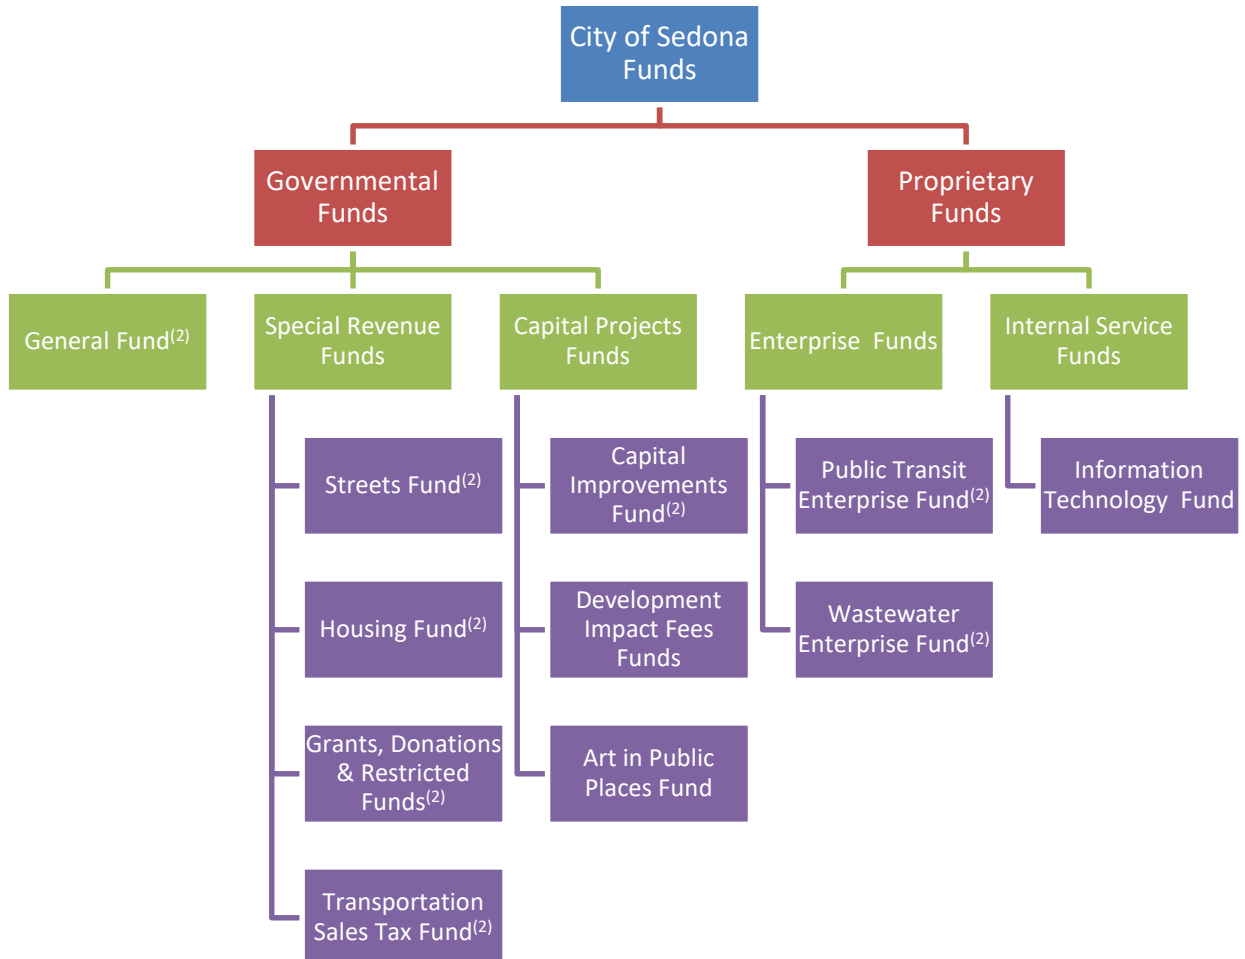 City of Sedona
Funds
Governmental
Funds
Proprietary
Funds
General Fund(2)
Special Revenue
Funds
Capital Projects
Funds
Enterprise Funds
Internal Service
Funds
Streets Fund(2)
Capital
Improvements
Fund(2)
Public Transit
Enterprise Fund(2)
Information
Technology Fund
Housing Fund(2)
Development
Impact Fees
Funds
Wastewater
Enterprise Fund(2)
Grants, Donations
& Restricted
Funds(2)
Art in Public
Places Fund
Transportation
Sales Tax Fund(2)